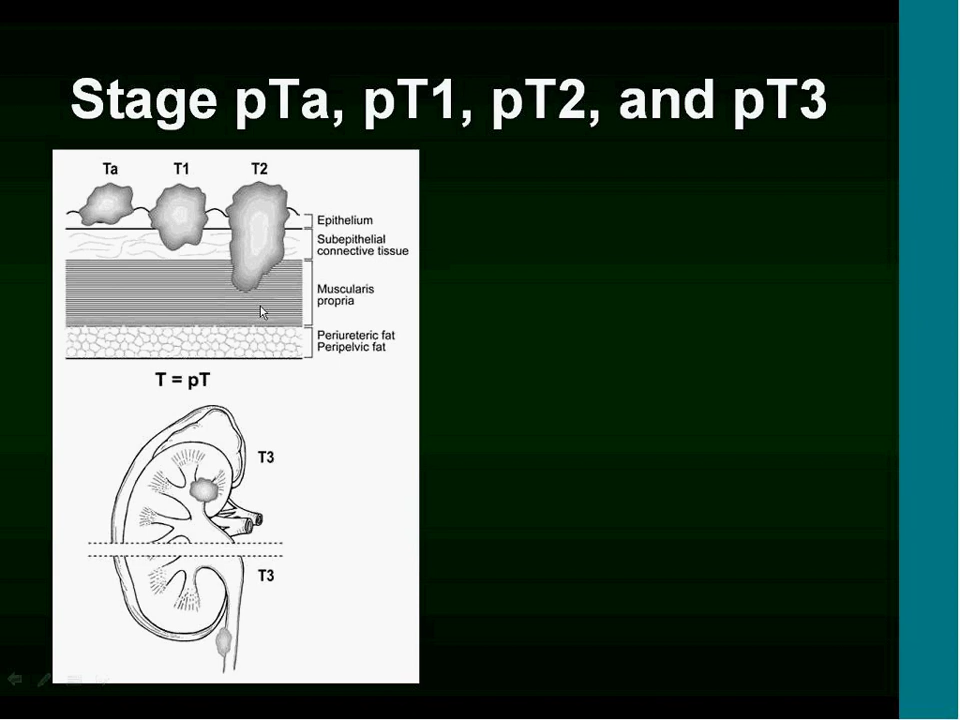 Stage pTa, pT1, pT2, and pT3
Ta T1 T2
Epithelium
Subepithelial
connective tissue
Muscularis
propria
Periureteric fat
Peripelvic fat
T = pT
T3
T3